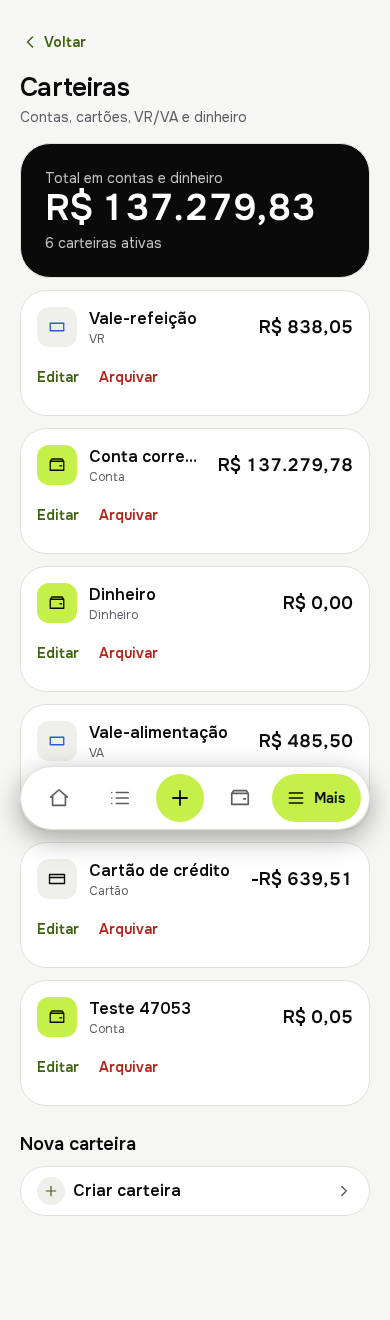 Voltar
Carteiras
Contas, cartões, VR/VA e dinheiro
Total em contas e dinheiro
R$ 137.279,83
6 carteiras ativas
Vale-refeição
VR
R$ 838,05
Editar Arquivar
Conta corre...
Conta
R$ 137.279,78
Editar Arquivar
Dinheiro
Dinheiro
R$ 0,00
Editar Arquivar
Vale-alimentação
VA
R$ 485,50
Mais
Cartão de crédito
Cartão
-R$ 639,51
Editar Arquivar
Teste 47053
Conta
R$ 0,05
Editar Arquivar
Nova carteira
Criar carteira